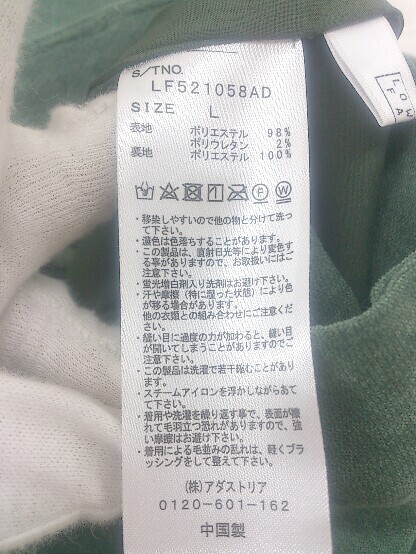 S/TNO.
LF521058AD
SIZE L
表地 ポリエステル 98%
ポリウレタン 2%
裏地 ポリエステル 100%
・移染しやすいので他の物と分けて洗っ
て下さい。
・濃色は色落ちすることがあります。
・この製品は、直射日光等により変色す
る事がありますので、お取扱いにはご
注意下さい。
・蛍光増白剤入り洗剤はお避け下さい。
・汗や摩擦（特に湿った状態）により色
が移る場合があります。
他の衣類との組み合わせにご注意くだ
さい。
・縫い目に過度の力が加わると、縫い目
が開いてしまうことがありますのでご
注意下さい。
・この製品は洗濯で若干縮むことがあり
ます。
・スチームアイロンを浮かしながらあて
て下さい。
・着用や洗濯を繰り返す事で、表面が擦
れて毛羽立つ恐れがありますので、強
い摩擦はお避け下さい。
・着用による毛並みの乱れは、軽くブラ
ッシングをして整えて下さい。
(株)アダストリア
0120-601-162
中国製
LOW
FA